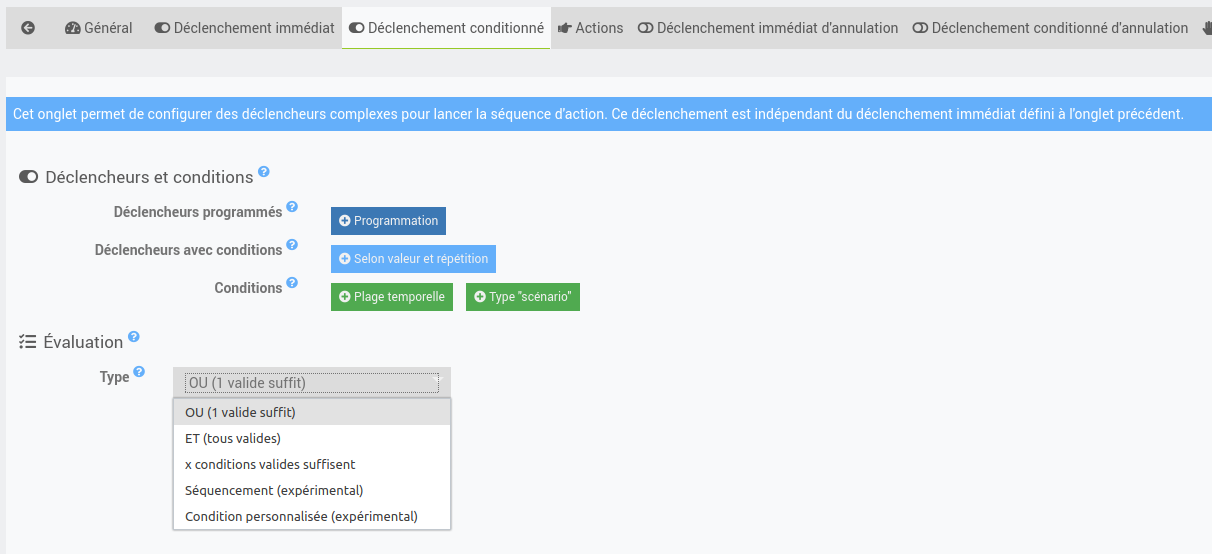 Général Déclenchement immédiat Déclenchement conditionné Actions Déclenchement immédiat d'annulation Déclenchement conditionné d'annulation
Cet onglet permet de configurer des déclencheurs complexes pour lancer la séquence d'action. Ce déclenchement est indépendant du déclenchement immédiat défini à l'onglet précédent.
Déclencheurs et conditions ?
Déclencheurs programmés ? Programmation
Déclencheurs avec conditions ? Selon valeur et répétition
Conditions ? Plage temporelle Type "scénario"
Évaluation ?
Type ? OU (1 valide suffit)
OU (1 valide suffit)
ET (tous valides)
x conditions valides suffisent
Séquencement (expérimental)
Condition personnalisée (expérimental)